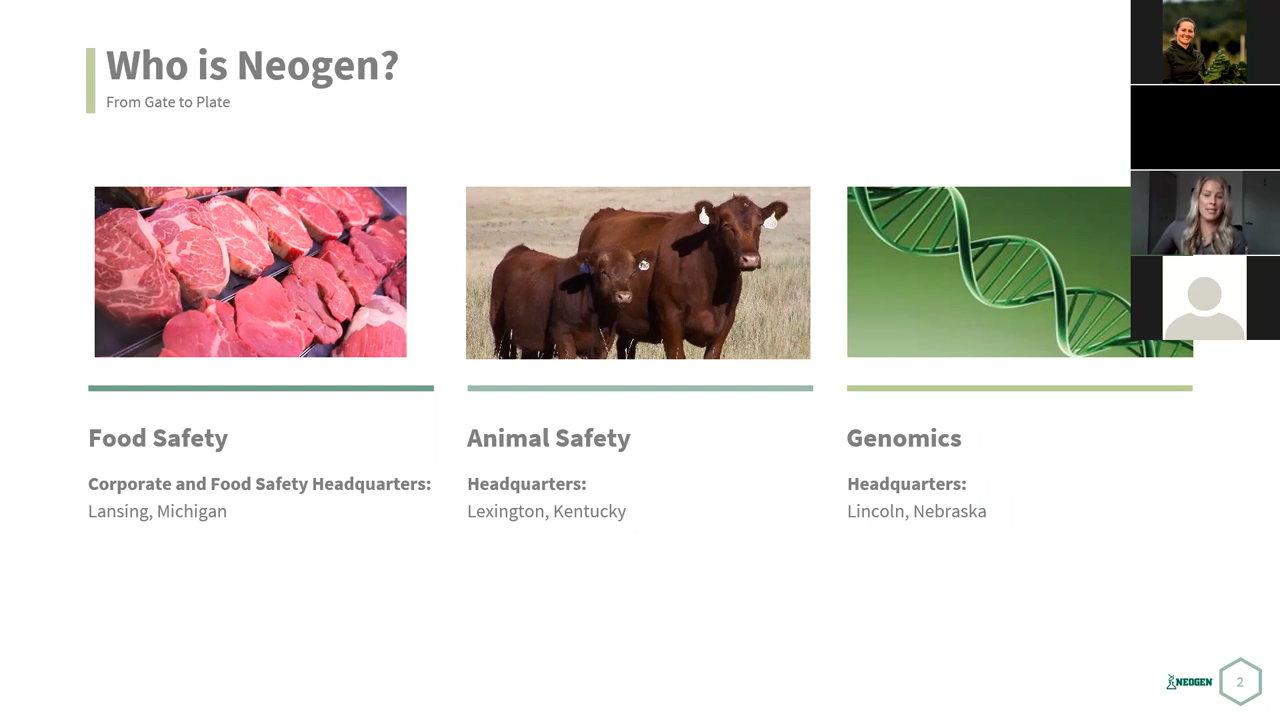 Who is Neogen?
From Gate to Plate
Food Safety
Corporate and Food Safety Headquarters:
Lansing, Michigan
Animal Safety
Headquarters:
Lexington, Kentucky
Genomics
Headquarters:
Lincoln, Nebraska
NEOGEN
2